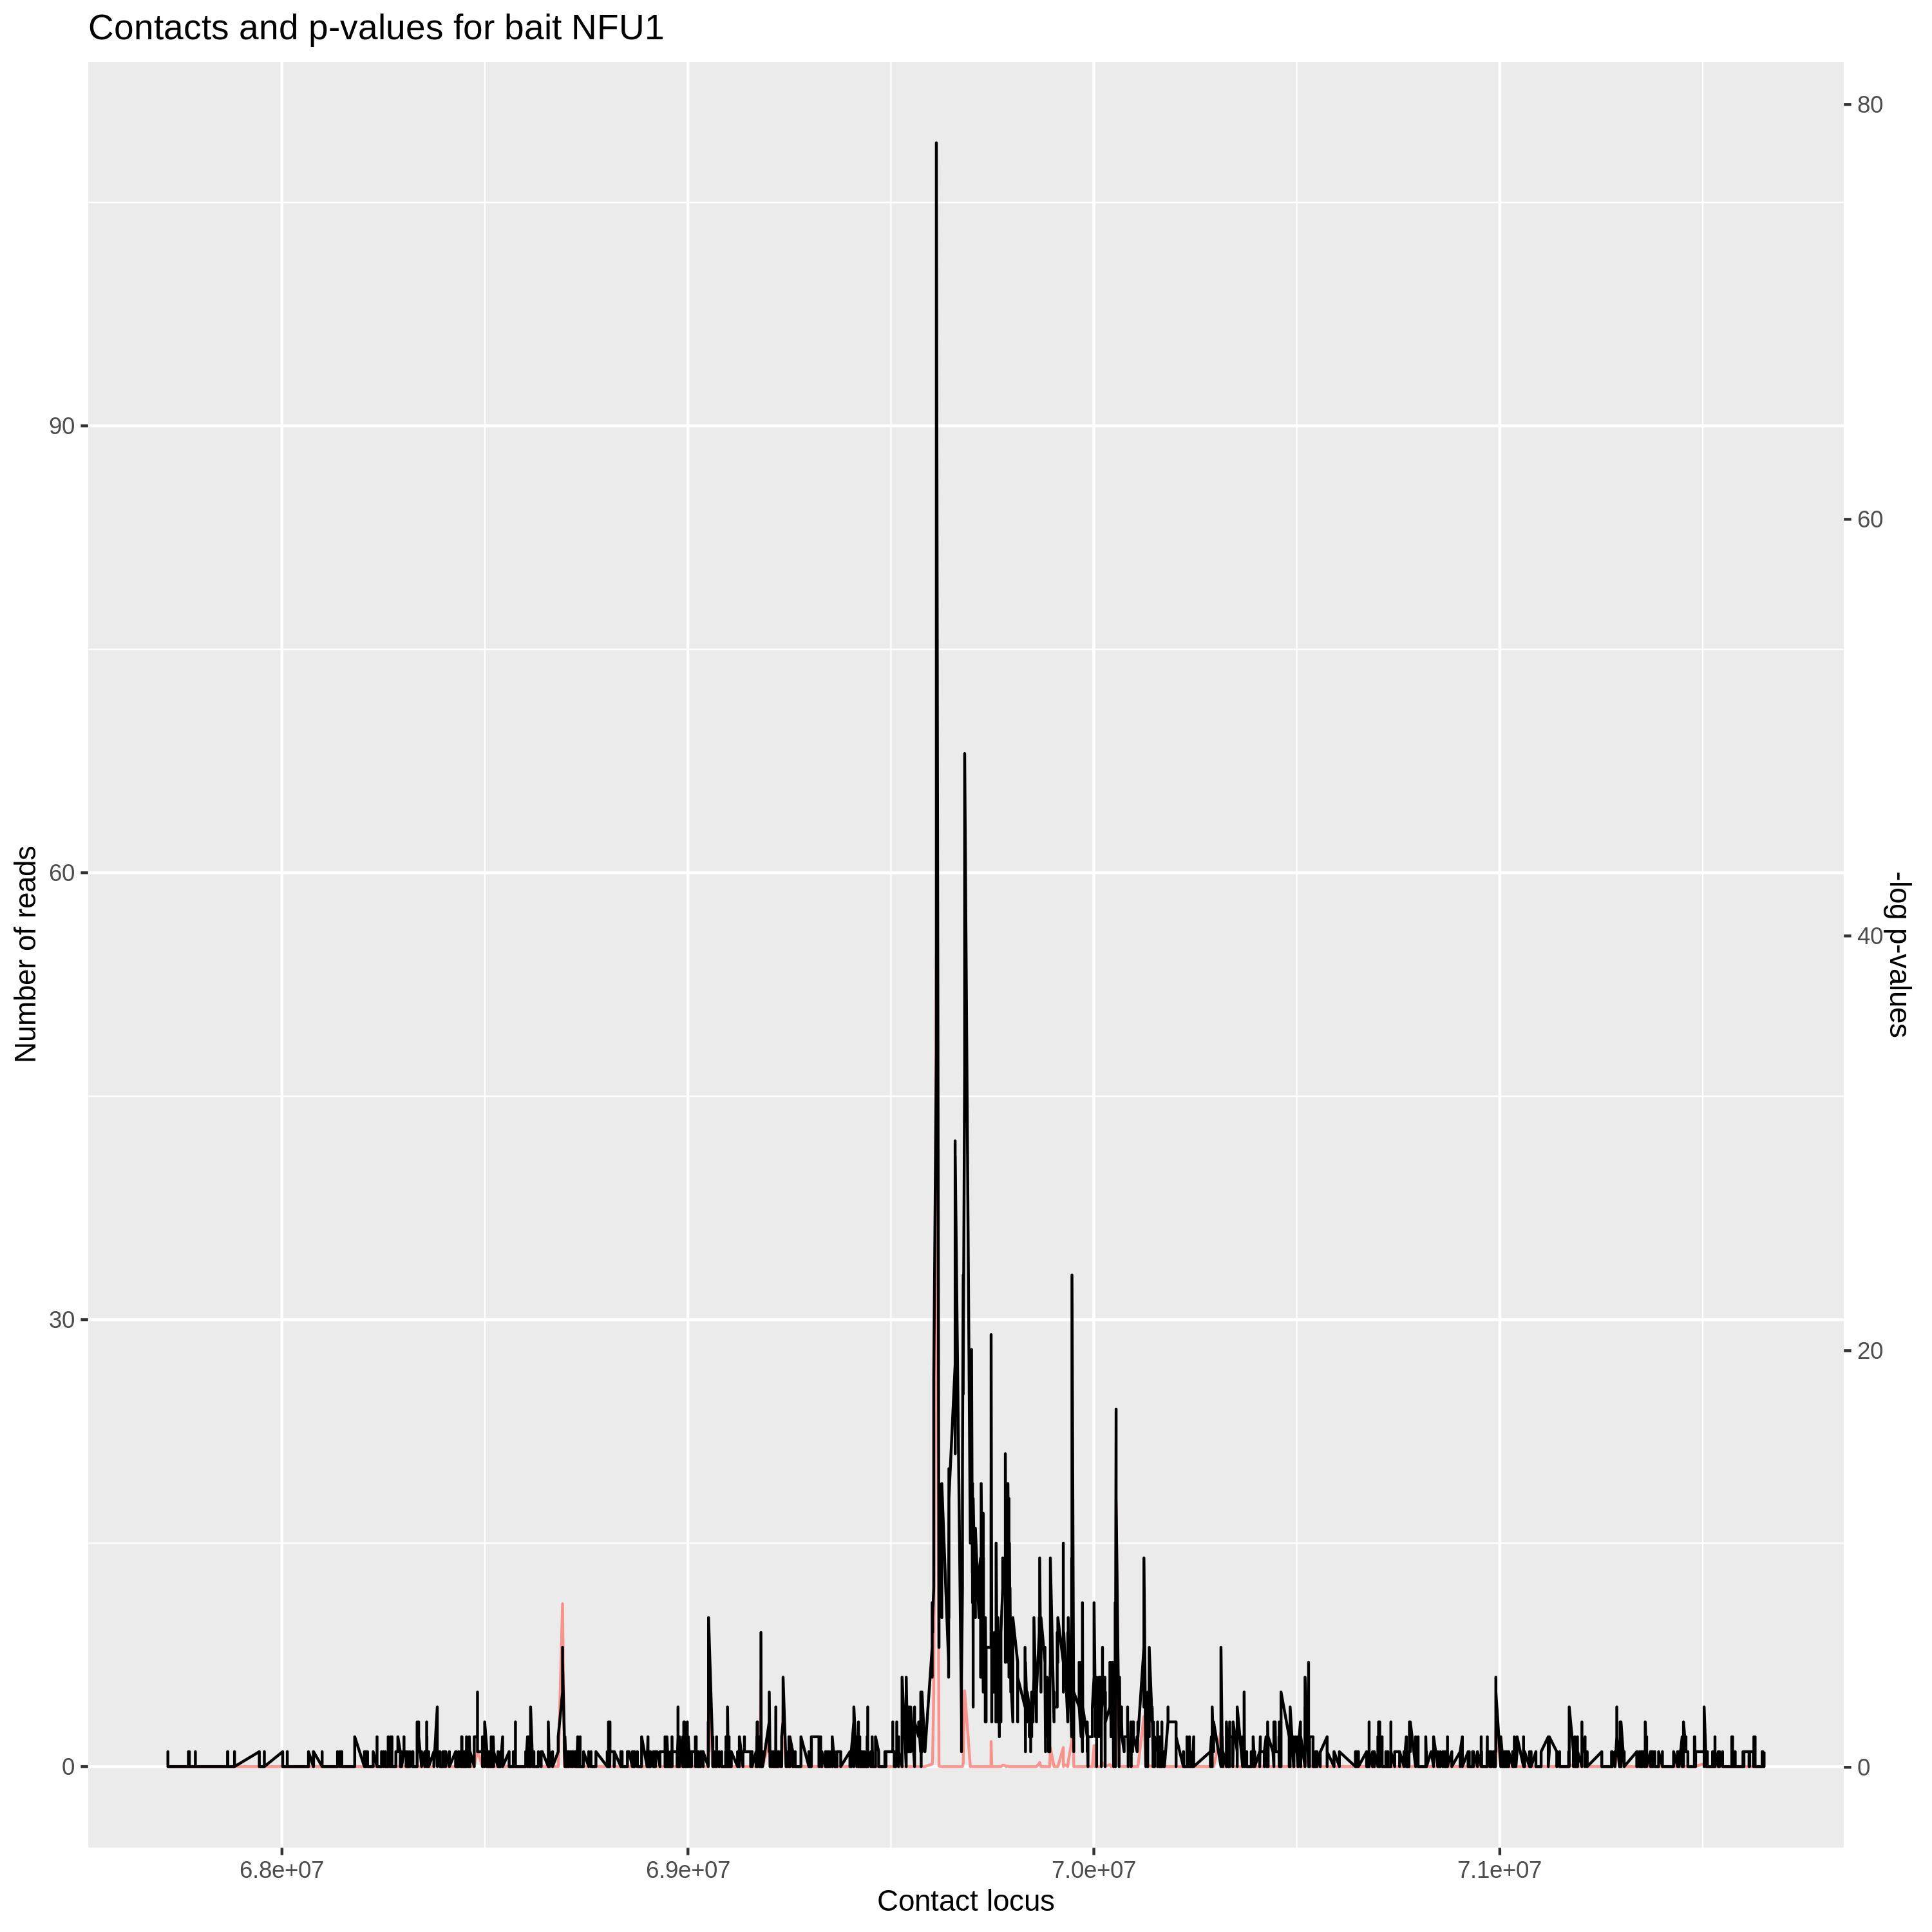 Contacts and p-values for bait NFU1
80
90
60
60
40
30
20
0
0
Number of reads
-log p-values
6.8e+07
6.9e+07
7.0e+07
7.1e+07
Contact locus